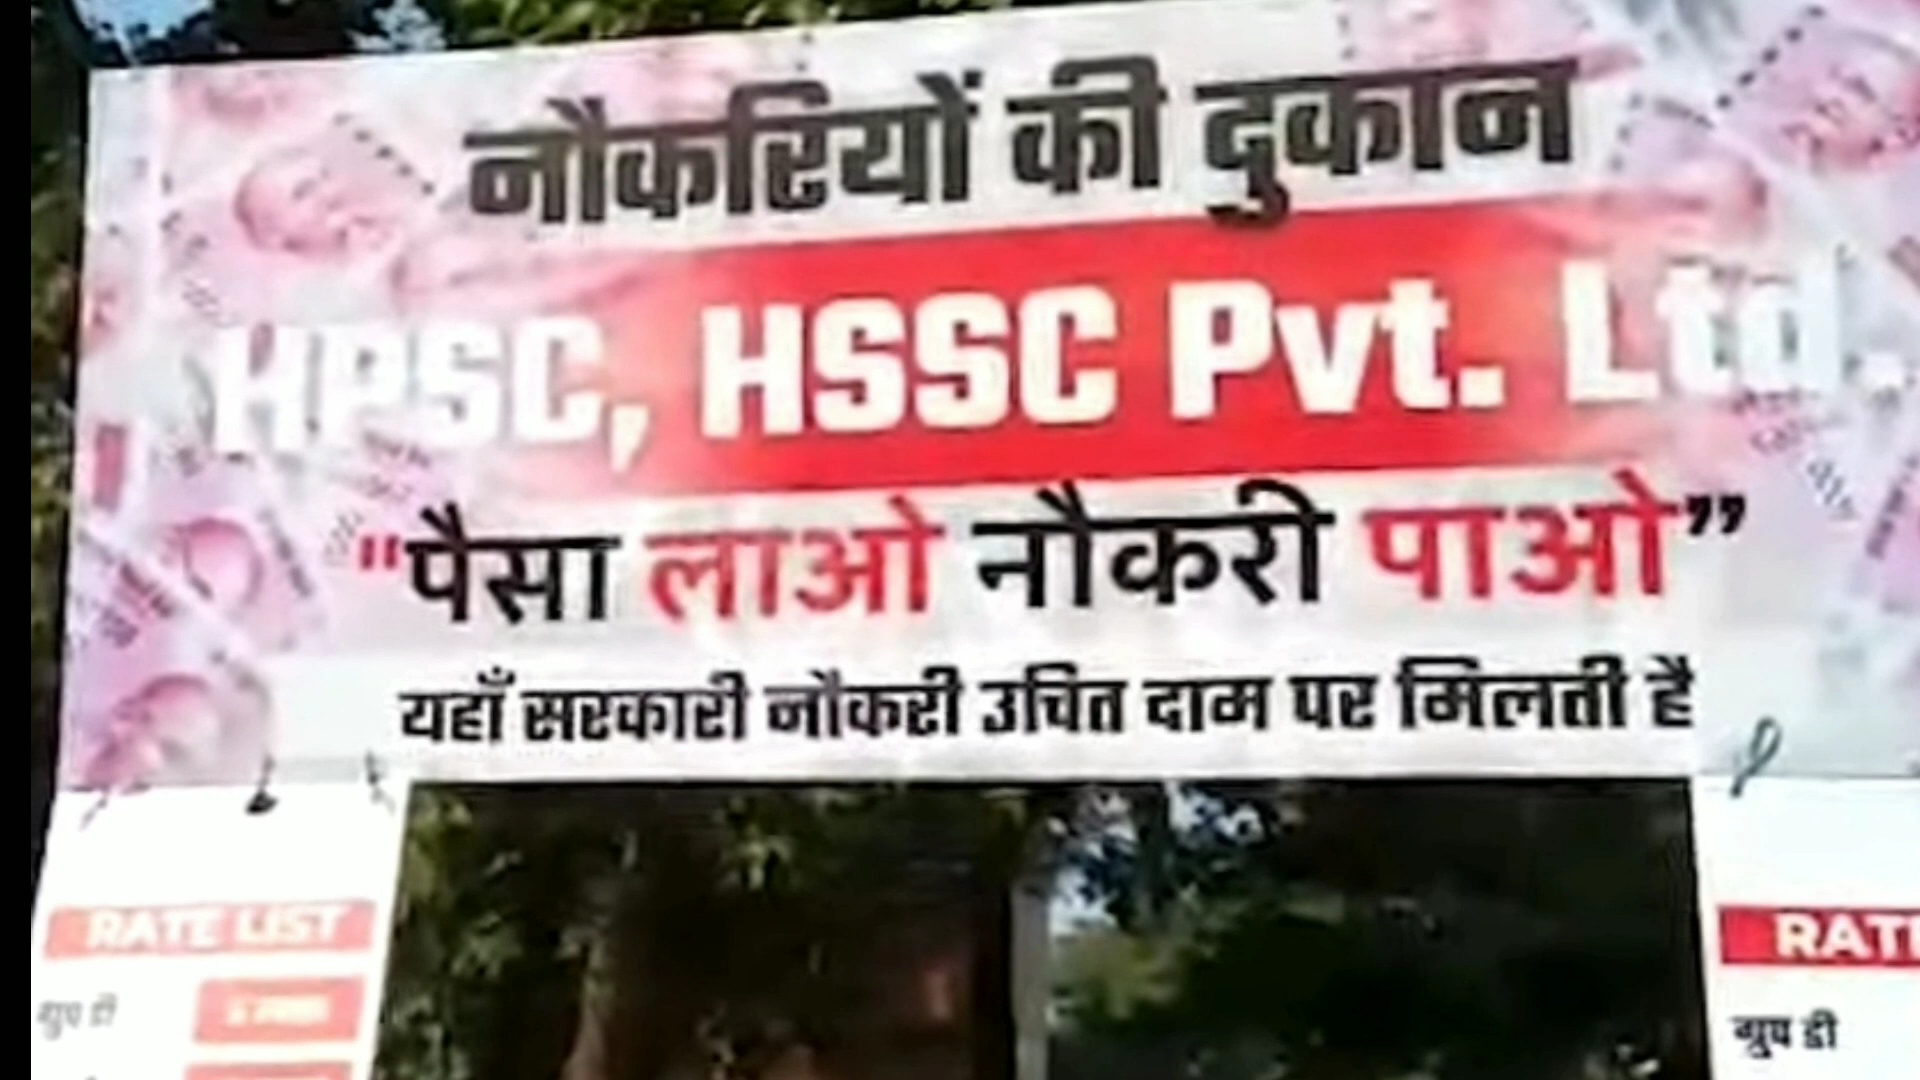 नौकरियों की दुकान
HPSC, HSSC Pvt. Ltd.
"पैसा लाओ नौकरी पाओ”
यहाँ सरकारी नौकरी उचित दाम पर मिलती है
RATE LIST
ग्रुप डी
RATE
ग्रुप डी